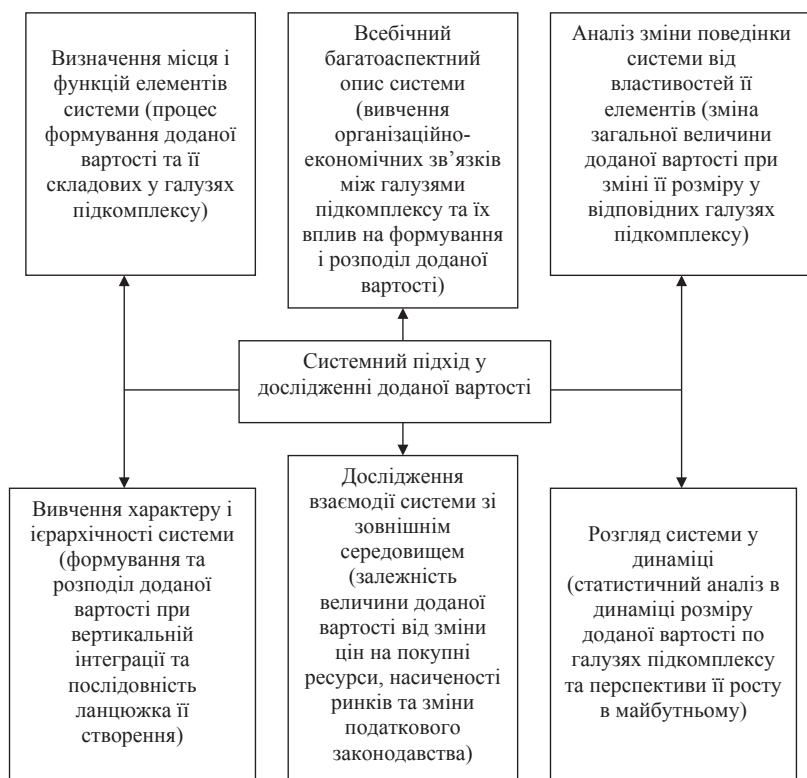 Визначення місця і
функцій елементів
системи (процес
формування доданої
вартості та її
складових у галузях
підкомплексу)
Всебічний
багатоаспектний
опис системи
(вивчення
організаційно-
економічних зв’язків
між галузями
підкомплексу та їх
вплив на формування
і розподіл доданої
вартості)
Аналіз зміни поведінки
системи від
властивостей її
елементів (зміна
загальної величини
доданої вартості при
зміні її розміру у
відповідних галузях
підкомплексу)
Системний підхід у
дослідженні доданої вартості
Вивчення характеру і
ієрархічності системи
(формування та
розподіл доданої
вартості при
вертикальній
інтеграції та
послідовність
ланцюжка її
створення)
Дослідження
взаємодії системи зі
зовнішнім
середовищем
(залежність
величини доданої
вартості від зміни
цін на покупні
ресурси, насиченості
ринків та зміни
податкового
законодавства)
Розгляд системи у
динаміці
(статистичний аналіз в
динаміці розміру
доданої вартості по
галузях підкомплексу
та перспективи її росту
в майбутньому)